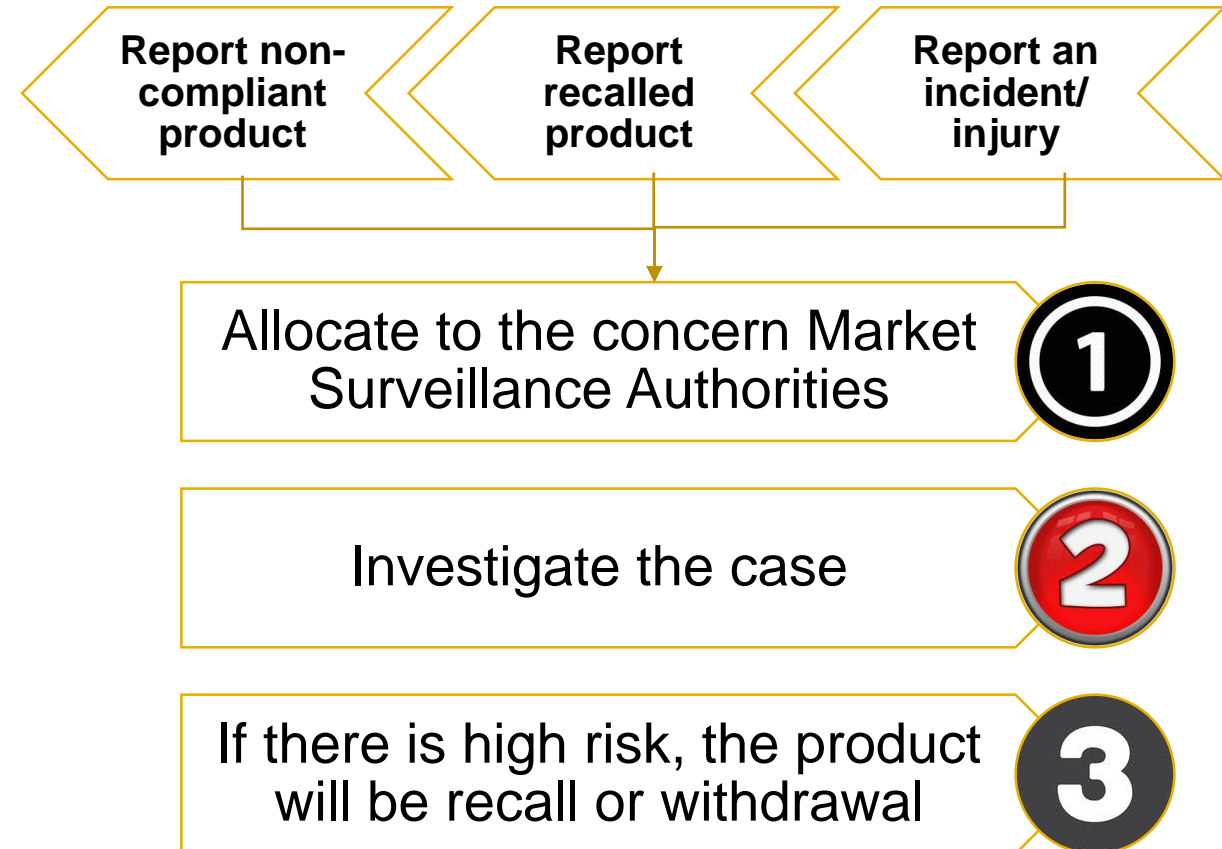 Report non-
compliant
product
Report
recalled
product
Report an
incident/
injury
Allocate to the concern Market
Surveillance Authorities
1
Investigate the case
2
If there is high risk, the product
will be recall or withdrawal
3